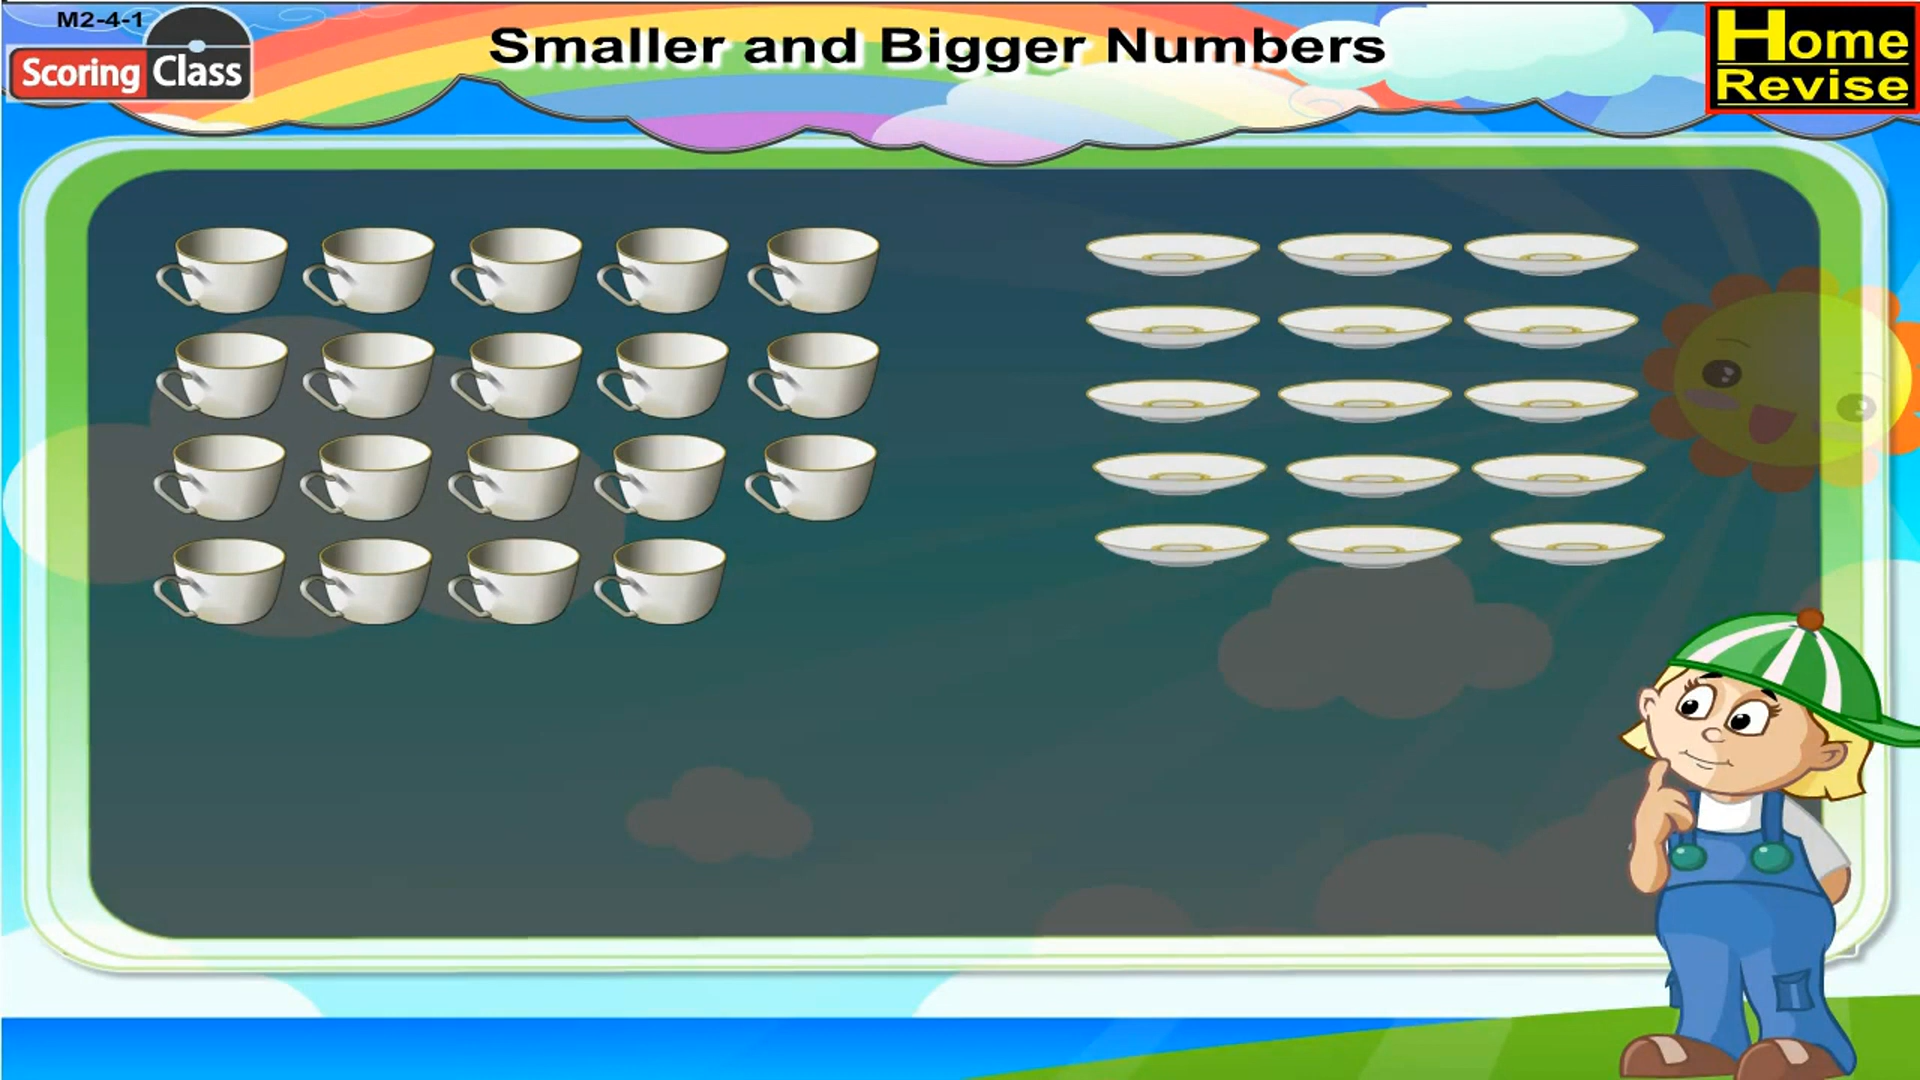 M2-4-1
Scoring Class
Smaller and Bigger Numbers
Home
Revise